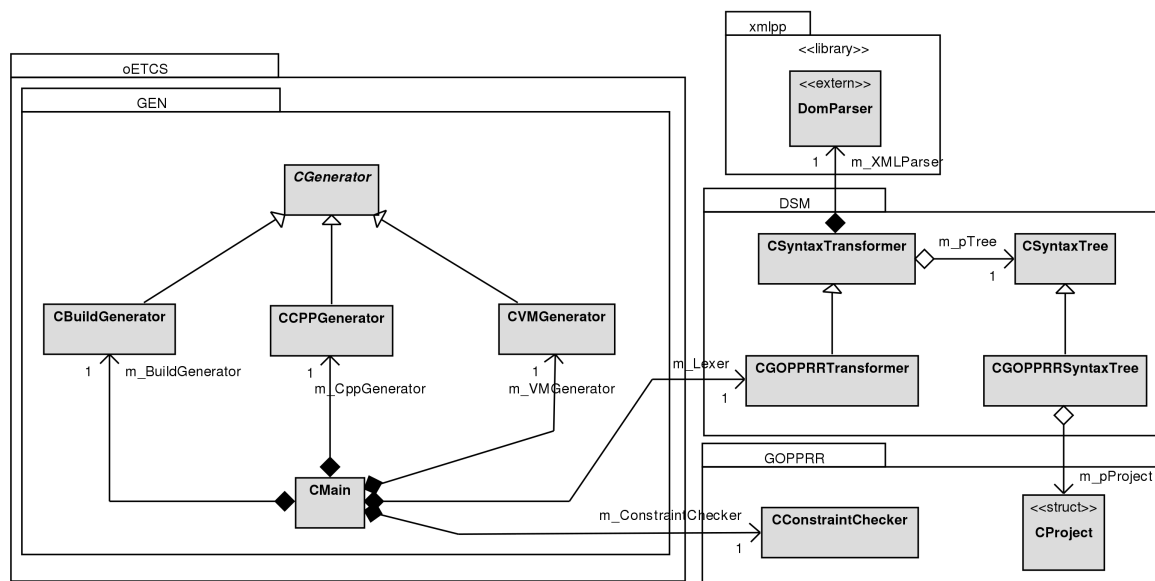 xmlpp
<<library>>
<<extern>>
DomParser
1
m_XMLParser
oETCS
GEN
CGenerator
CBuildGenerator
CCPPGenerator
CVMGenerator
1
m_BuildGenerator
1
m_CppGenerator
1
m_VMGenerator
CMain
DSM
CSyntaxTransformer
m_pTree
1
CSyntaxTree
m_Lexer
1
CGOPPRRTransformer
CGOPPRRSyntaxTree
GOPPRR
m_pProject
1
m_ConstraintChecker
1
CConstraintChecker
<<struct>>
CProject